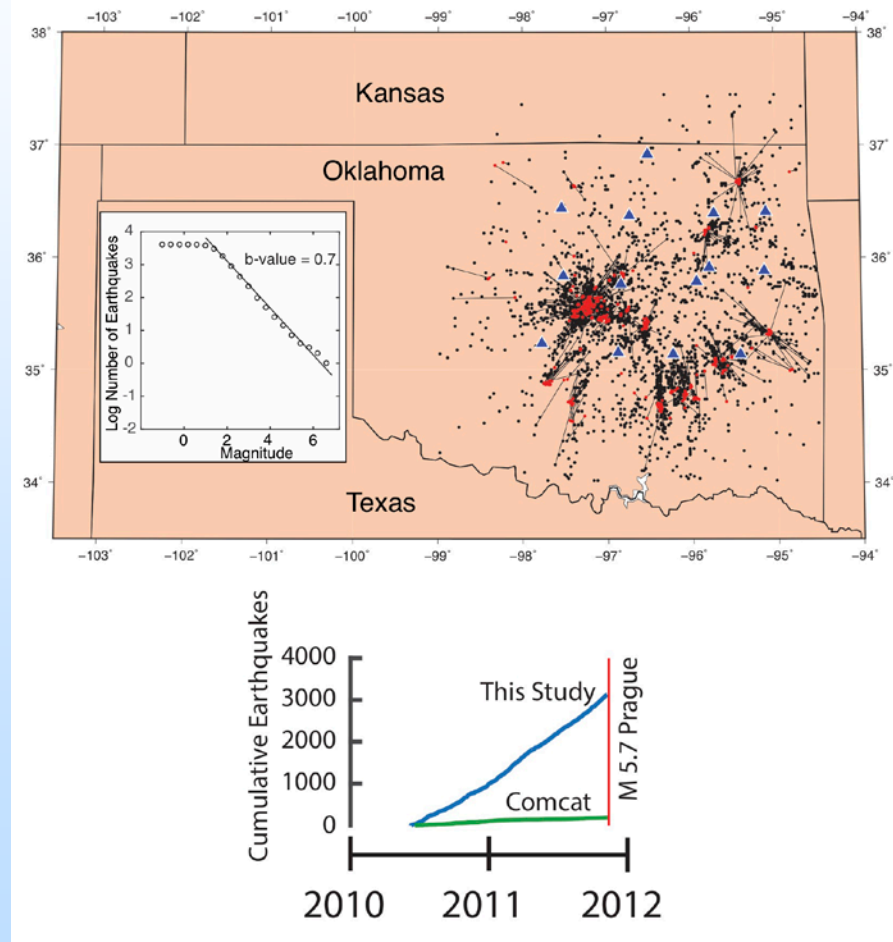 −103° −102° −101° −100° −99° −98° −97° −96° −95° −94°
38° 38°
Kansas
37° 37°
Oklahoma
36° 36°
35° 35°
34° 34°
Log Number of Earthquakes
4
3
2
1
0
-1
-2
b-value = 0.7
0 2 4 6
Magnitude
Texas
−103° −102° −101° −100° −99° −98° −97° −96° −95° −94°
Cumulative Earthquakes
4000
3000
2000
1000
0
This Study
Comcat
M 5.7 Prague
2010 2011 2012